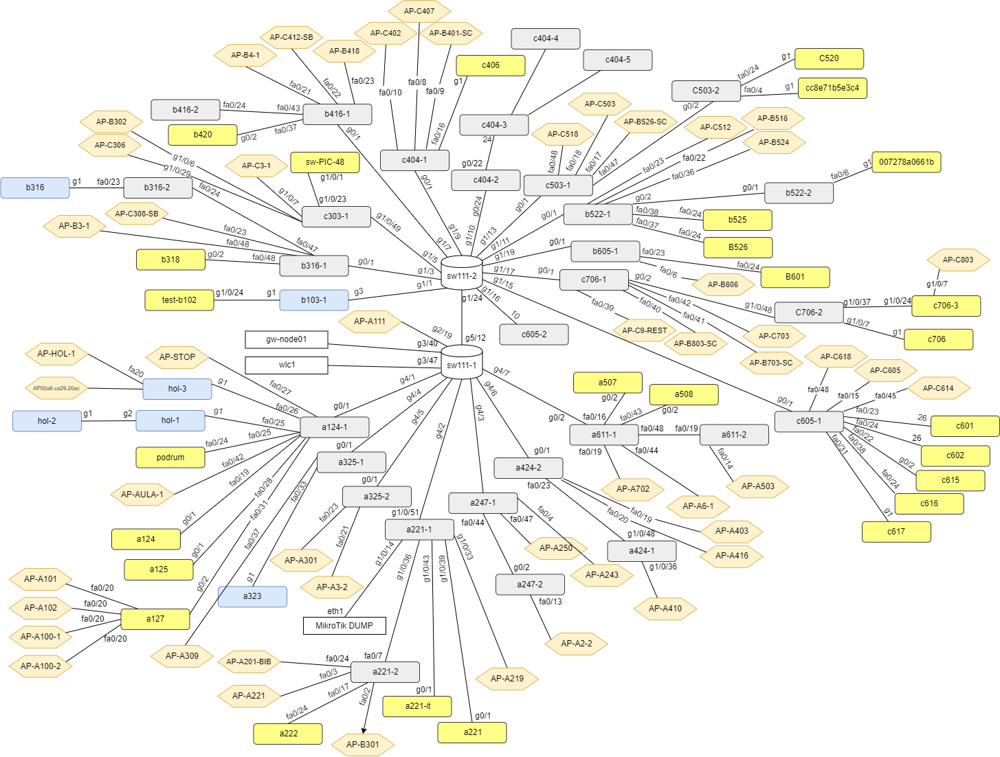 AP-C407
AP-C412-SB
AP-C402
AP-B401-SC
c404-4
AP-B4-1
AP-B418
c404-5
c406
C520
g1
fa0/24
fa0/23
fa0/8
g1
fa0/21
fa0/22
fa0/10
fa0/9
C503-2
fa0/4
g1
cc8e71b5e3c4
b416-2
fa0/24
fa0/43
b416-1
AP-C503
g0/2
AP-B302
b420
g0/2
fa0/37
g0/1
fa0/16
c404-3
24
AP-C518
AP-B526-SC
AP-C512
AP-B516
AP-C306
AP-B524
AP-C3-1
sw-PIC-48
g1/0/6
g1/0/29
c404-1
g0/22
fa0/48
fa0/18
fa0/17
fa0/47
fa0/23
fa0/22
fa0/36
007278a0661b
g1
fa0/6
b316
g1
fa0/23
b316-2
fa0/24
g1/0/1
g1/0/7
g1/0/23
g0/1
c404-2
c503-1
g0/1
b522-2
g0/2
AP-C308-SB
c303-1
g1/0/49
g0/24
g0/1
g0/1
b522-1
fa0/38
fa0/24
b525
AP-B3-1
fa0/23
fa0/48
fa0/47
g1/9
g1/10
g1/13
fa0/37
fa0/24
B526
g1/7
g1/11
g0/1
b605-1
fa0/23
b318
g0/2
fa0/48
b316-1
g0/1
g1/5
g1/19
fa0/24
AP-C803
g1/3
sw111-2
g1/17
g0/1
c706-1
g0/2
fa0/6
B601
g1/1
g1/15
AP-B606
g1/0/7
test-b102
g1/0/24
g1
b103-1
g3
g1/24
g1/16
fa0/39
fa0/40
fa0/42
g1/0/48
g1/0/37
g1/0/24
c706-3
C706-2
AP-A111
10
fa0/41
g1/0/7
g2/19
c605-2
AP-C9-REST
AP-C703
g1
c706
gw-node01
g3/40
g5/12
AP-B803-SC
AP-HOL-1
AP-STOP
wlc1
g3/47
sw111-1
AP-B703-SC
AP-C618
AP-C605
fa20
g4/1
g4/7
AP00a6.ca29.20ac
hol-3
g1
fa0/27
g4/4
g4/6
a507
g0/2
a508
fa0/48
fa0/15
fa0/45
AP-C614
g0/1
hol-2
g1
g2
hol-1
g1
fa0/26
g0/1
g4/5
g4/3
g0/2
fa0/16
fa0/43
g0/2
c605-1
fa0/23
26
c601
fa0/25
a124-1
g4/2
a611-1
fa0/48
fa0/19
a611-2
fa0/24
fa0/22
26
c602
podrum
fa0/24
fa0/25
g0/1
g0/1
fa0/19
fa0/44
fa0/31
fa0/38
g0/2
c615
fa0/42
fa0/19
a325-1
a424-2
fa0/14
fa0/24
AP-AULA-1
fa0/28
fa0/33
g0/1
a325-2
fa0/23
AP-A702
AP-A503
c616
fa0/31
fa0/23
g1/0/51
a247-1
AP-A6-1
g1
g0/1
fa0/37
fa0/21
a221-1
fa0/44
fa0/47
fa0/4
fa0/20
fa0/19
AP-A403
c617
a124
g0/1
g1/0/48
AP-A301
g1/0/14
g1/0/36
g1/0/43
g1/0/39
g1/0/33
AP-A250
a424-1
AP-A416
a125
g1
g0/2
AP-A243
g1/0/36
AP-A101
fa0/20
g0/2
a323
AP-A3-2
a247-2
AP-A102
fa0/20
eth1
fa0/13
AP-A410
fa0/20
a127
MikroTik DUMP
AP-A100-1
fa0/20
AP-A2-2
AP-A100-2
AP-A309
AP-A201-BIB
fa0/24
fa0/7
fa0/3
a221-2
AP-A219
AP-A221
fa0/17
fa0/2
g0/1
a221-it
fa0/24
g0/1
a222
a221
AP-B301